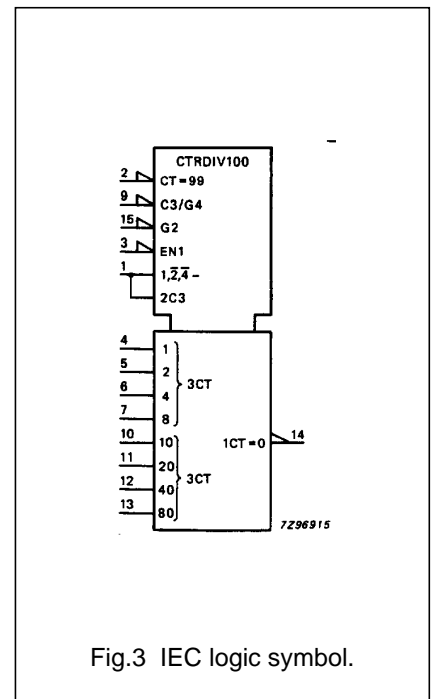 CTRDIV100
2 CT=99
9 C3/G4
15 G2
3 EN1
1 1,2̅,4̅ –
2C3
4 1
5 2
3CT
6 4
7 8
10 10
1CT=0 14
11 20
3CT
12 40
13 80
7Z96915
Fig.3 IEC logic symbol.